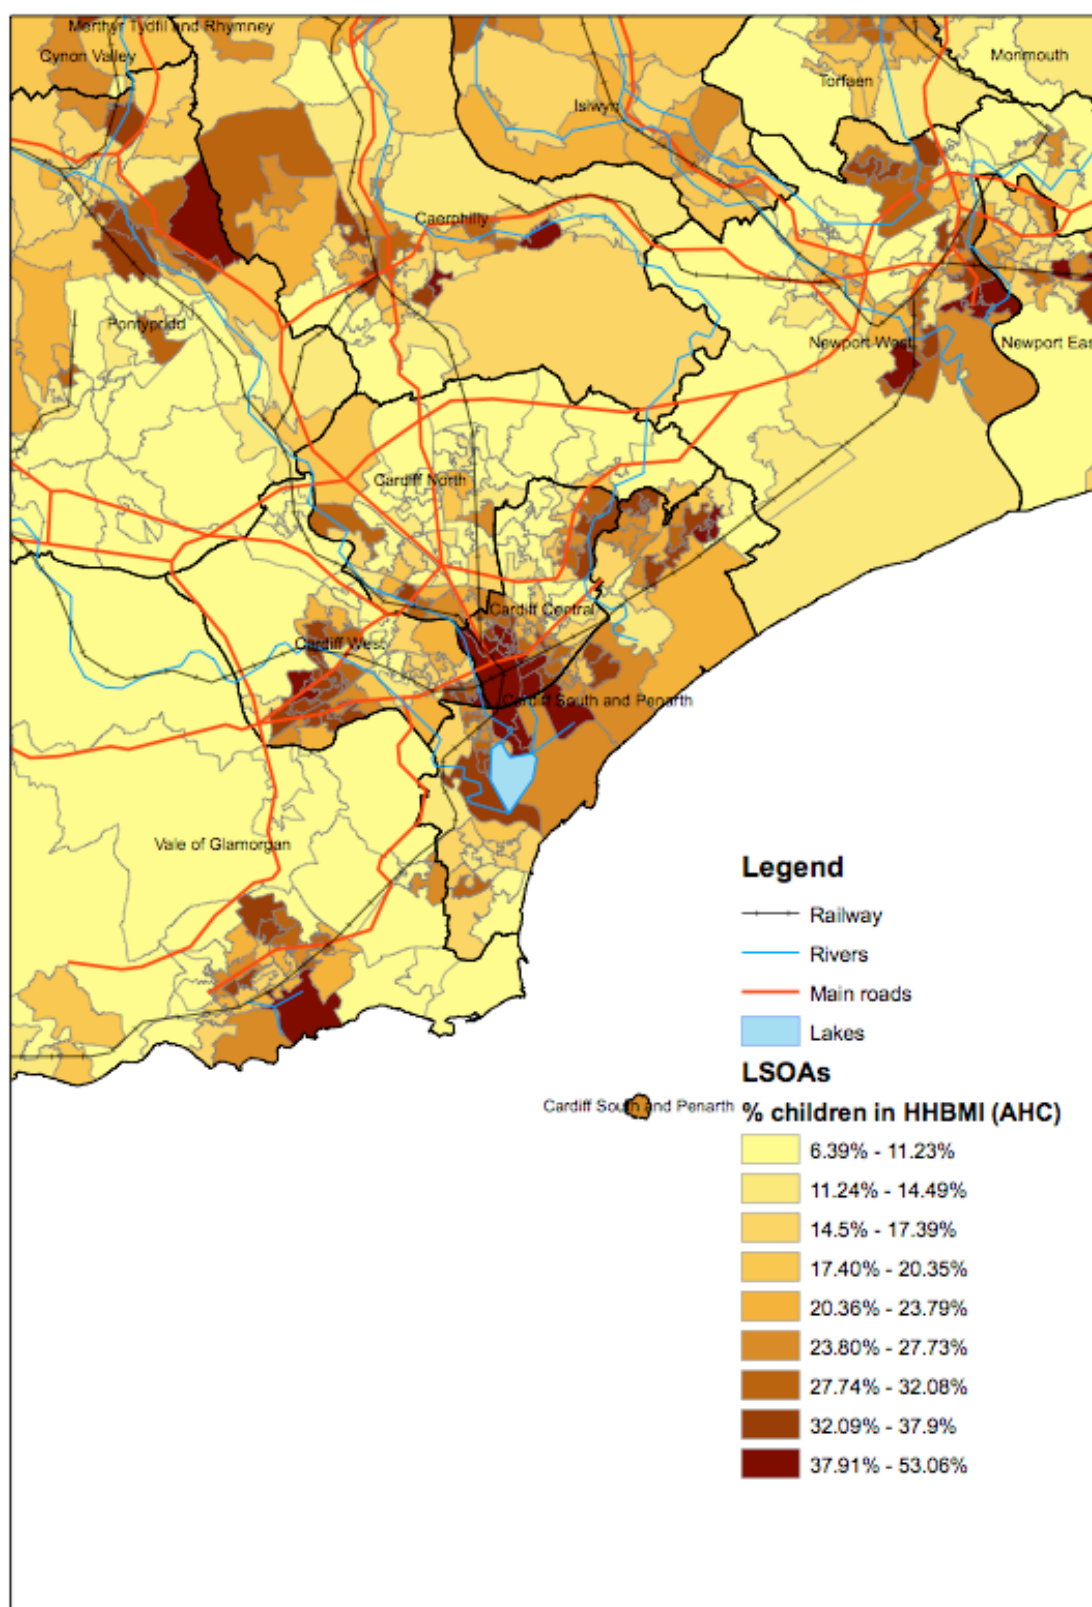 Merthyr Tydfil and Rhymney
Cynon Valley
Monmouth
Torfaen
Islwyn
Caerphilly
Pontypridd
Newport West
Newport Eas
Cardiff North
Cardiff Central
Cardiff West
Cardiff South and Penarth
Vale of Glamorgan
Legend
Railway
Rivers
Main roads
Lakes
LSOAs
Cardiff South and Penarth
% children in HHBMI (AHC)
6.39% - 11.23%
11.24% - 14.49%
14.5% - 17.39%
17.40% - 20.35%
20.36% - 23.79%
23.80% - 27.73%
27.74% - 32.08%
32.09% - 37.9%
37.91% - 53.06%